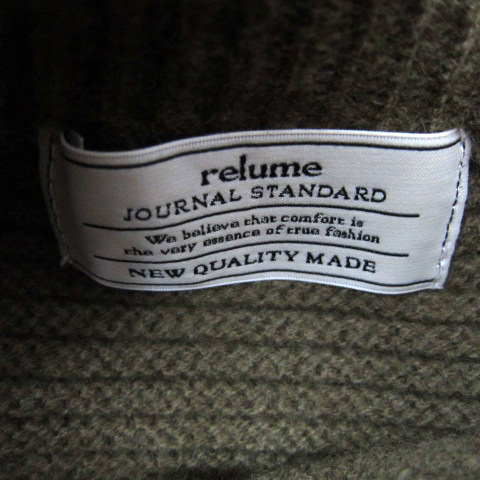 relume
JOURNAL STANDARD
We believe that comfort is
the very essence of true fashion
NEW QUALITY MADE